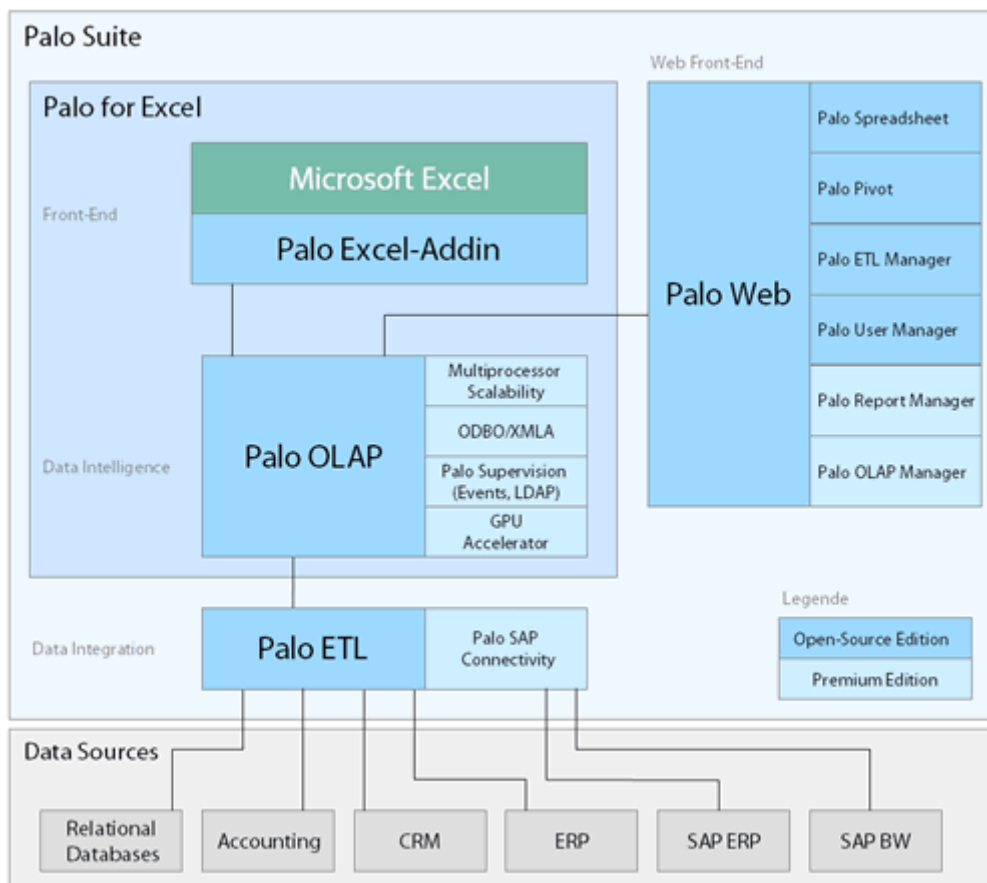 Palo Suite
Web Front-End
Palo for Excel
Microsoft Excel
Front-End
Palo Excel-Addin
Palo Web
Palo Spreadsheet
Palo Pivot
Palo ETL Manager
Palo User Manager
Palo Report Manager
Palo OLAP Manager
Data Intelligence
Palo OLAP
Multiprocessor
Scalability
ODBO/XMLA
Palo Supervision
(Events, LDAP)
GPU
Accelerator
Data Integration
Palo ETL
Palo SAP
Connectivity
Legende
Open-Source Edition
Premium Edition
Data Sources
Relational
Databases
Accounting
CRM
ERP
SAP ERP
SAP BW